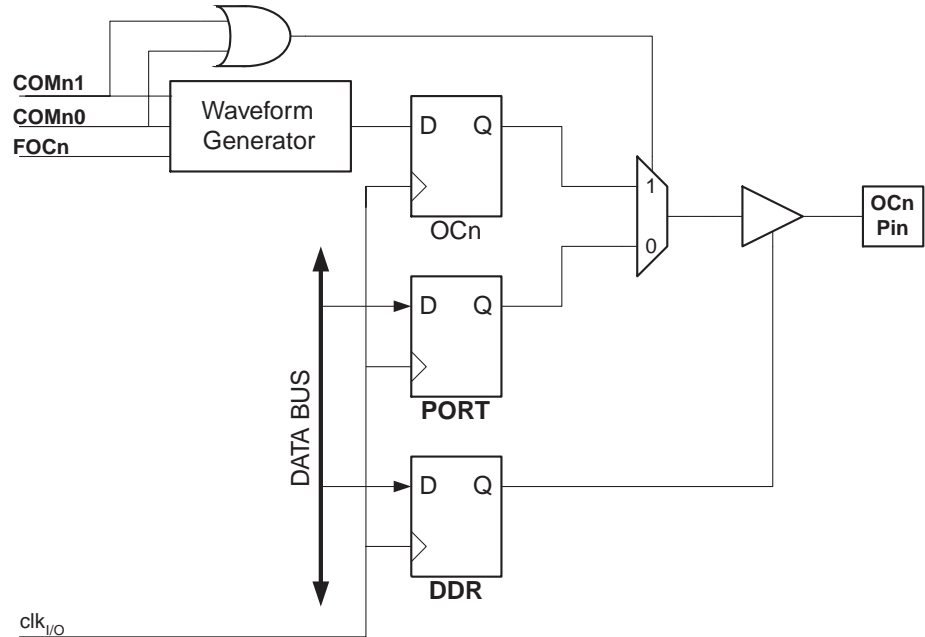 COMn1
COMn0
FOCn
Waveform
Generator
D Q
OCn
1
0
OCn
Pin
D Q
PORT
DATA BUS
D Q
DDR
clkI/O